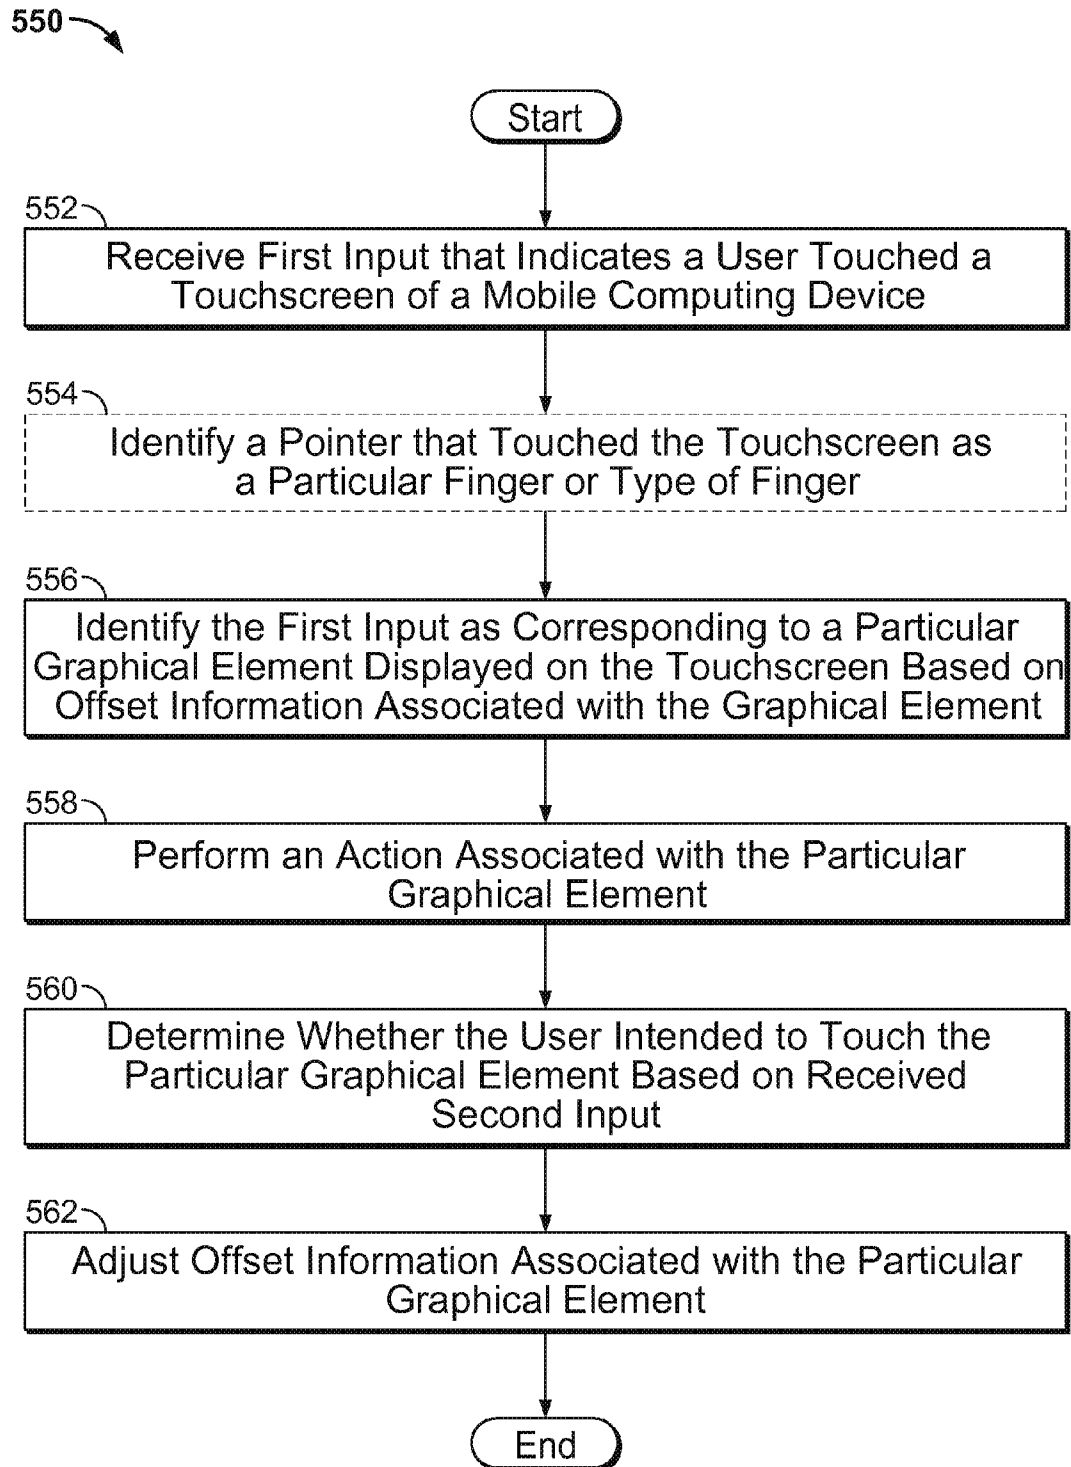 550
Start
552
Receive First Input that Indicates a User Touched a
Touchscreen of a Mobile Computing Device
554
Identify a Pointer that Touched the Touchscreen as
a Particular Finger or Type of Finger
556
Identify the First Input as Corresponding to a Particular
Graphical Element Displayed on the Touchscreen Based on
Offset Information Associated with the Graphical Element
558
Perform an Action Associated with the Particular
Graphical Element
560
Determine Whether the User Intended to Touch the
Particular Graphical Element Based on Received
Second Input
562
Adjust Offset Information Associated with the Particular
Graphical Element
End